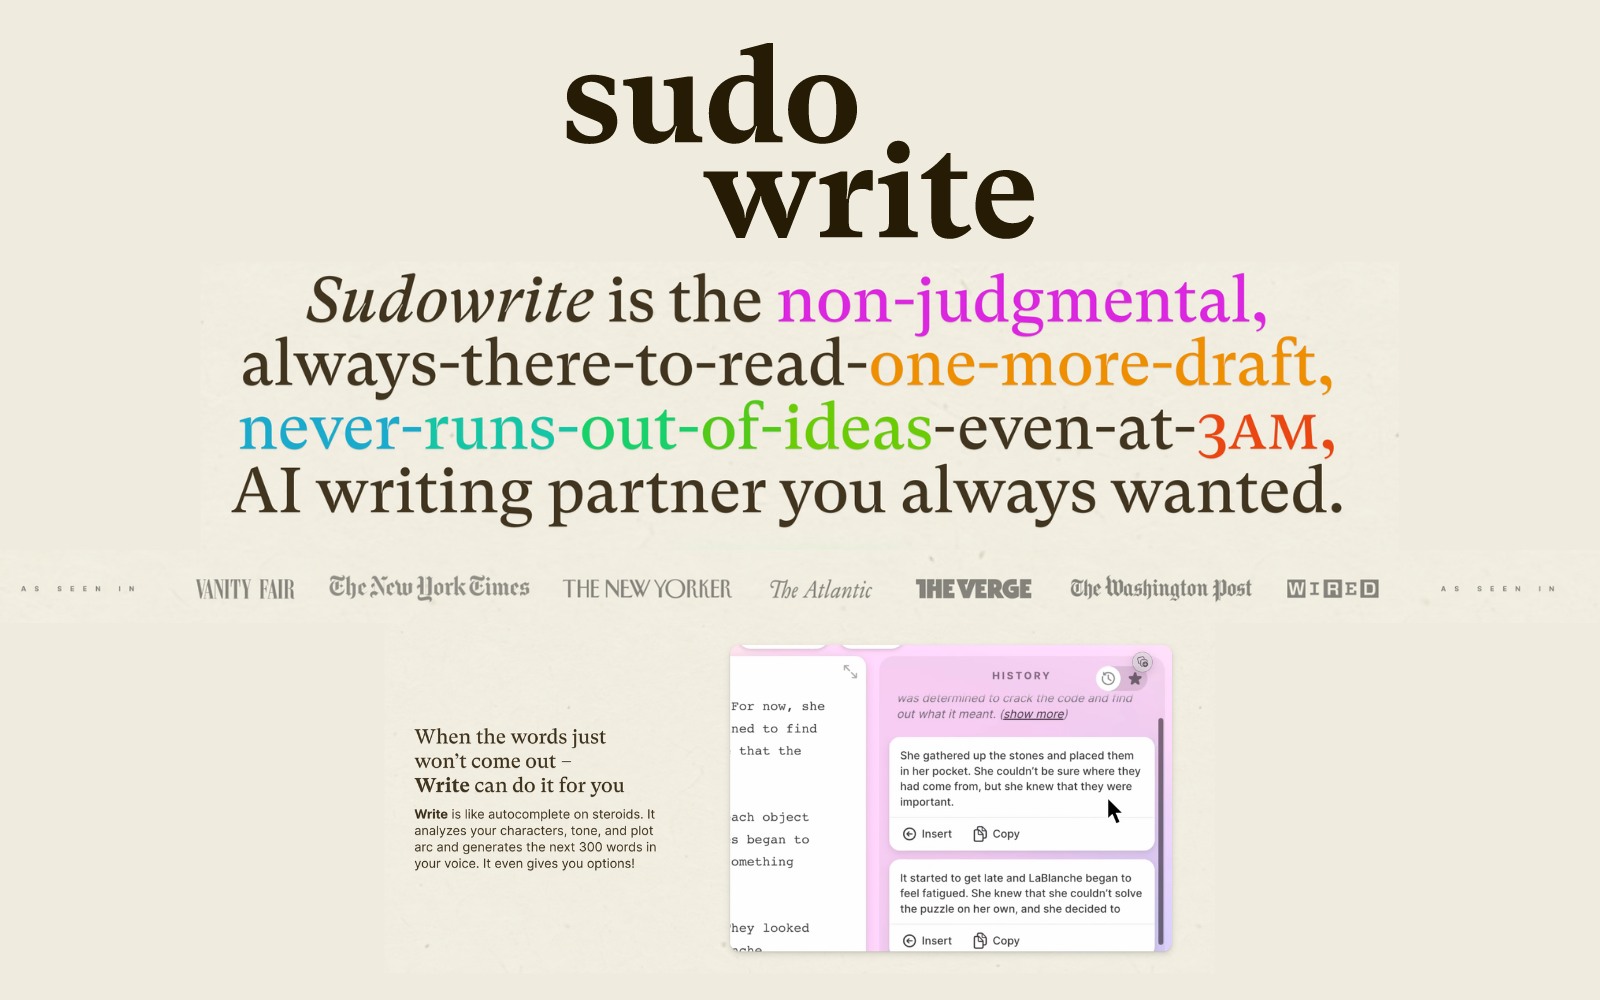 sudo
write
Sudowrite is the non-judgmental,
always-there-to-read-one-more-draft,
never-runs-out-of-ideas-even-at-3AM,
AI writing partner you always wanted.
AS SEEN IN VANITY FAIR The New York Times THE NEW YORKER The Atlantic THE VERGE The Washington Post WIRED AS SEEN IN
When the words just
won't come out –
Write can do it for you
Write is like autocomplete on steroids. It
analyzes your characters, tone, and plot
arc and generates the next 300 words in
your voice. It even gives you options!
For now, she
ned to find
that the
ach object
s began to
omething
hey looked
HISTORY
was determined to crack the code and find
out what it meant. (show more)
She gathered up the stones and placed them
in her pocket. She couldn't be sure where they
had come from, but she knew that they were
important.
Insert Copy
It started to get late and LaBlanche began to
feel fatigued. She knew that she couldn't solve
the puzzle on her own, and she decided to
Insert Copy